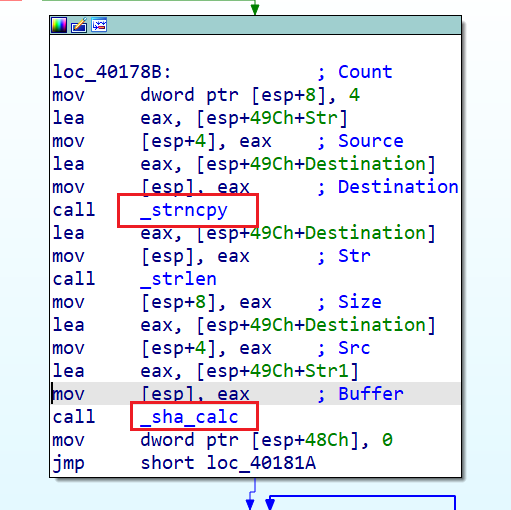 loc_40178B: ; Count
mov dword ptr [esp+8], 4
lea eax, [esp+49Ch+Str]
mov [esp+4], eax ; Source
lea eax, [esp+49Ch+Destination]
mov [esp], eax ; Destination
call _strncpy
lea eax, [esp+49Ch+Destination]
mov [esp], eax ; Str
call _strlen
mov [esp+8], eax ; Size
lea eax, [esp+49Ch+Destination]
mov [esp+4], eax ; Src
lea eax, [esp+49Ch+Str1]
mov [esp], eax ; Buffer
call _sha_calc
mov dword ptr [esp+48Ch], 0
jmp short loc_40181A